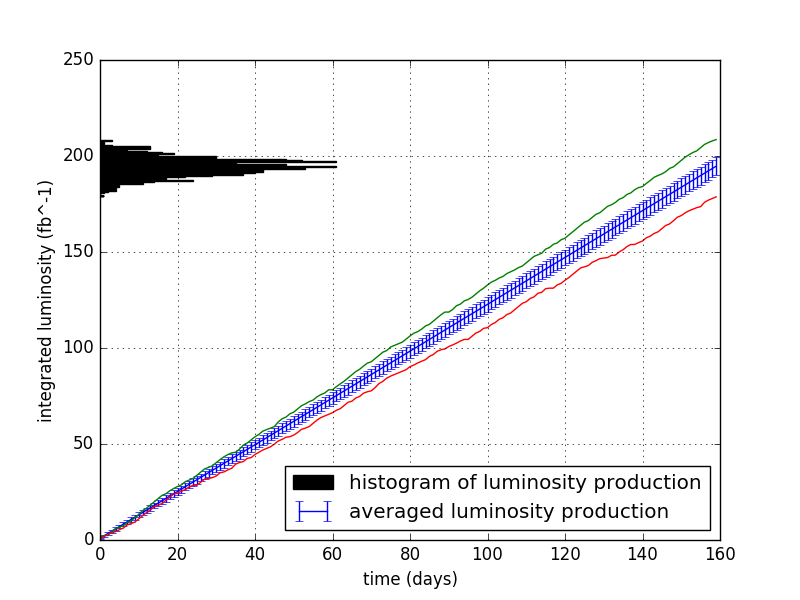 250
200
150
100
50
0
integrated luminosity (fb^-1)
histogram of luminosity production
averaged luminosity production
0 20 40 60 80 100 120 140 160
time (days)